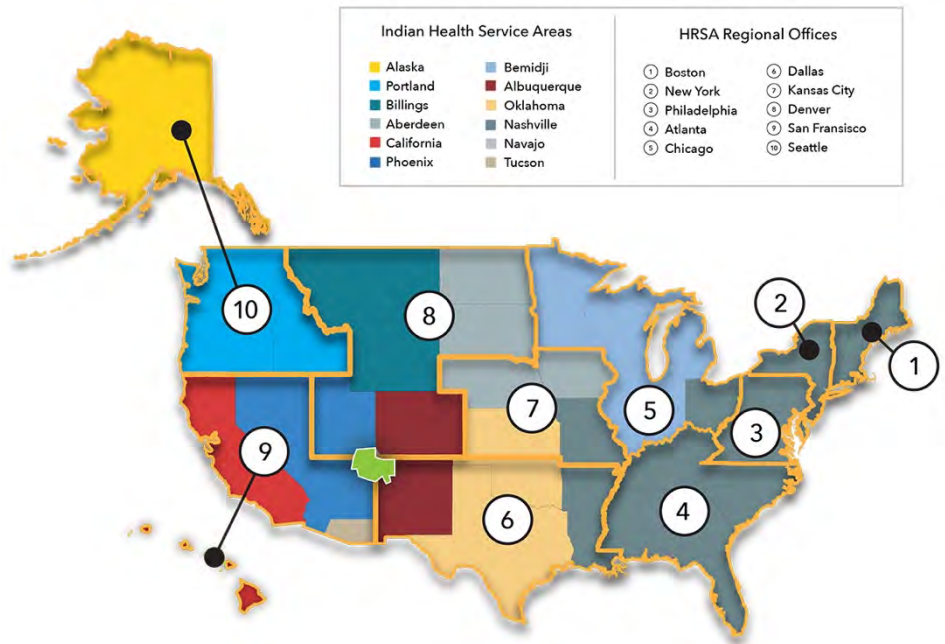 Indian Health Service Areas
Alaska
Portland
Billings
Aberdeen
California
Phoenix
Bemidji
Albuquerque
Oklahoma
Nashville
Navajo
Tucson
HRSA Regional Offices
1 Boston
2 New York
3 Philadelphia
4 Atlanta
5 Chicago
6 Dallas
7 Kansas City
8 Denver
9 San Fransisco
10 Seattle
10
8
2
1
7
5
3
9
6
4